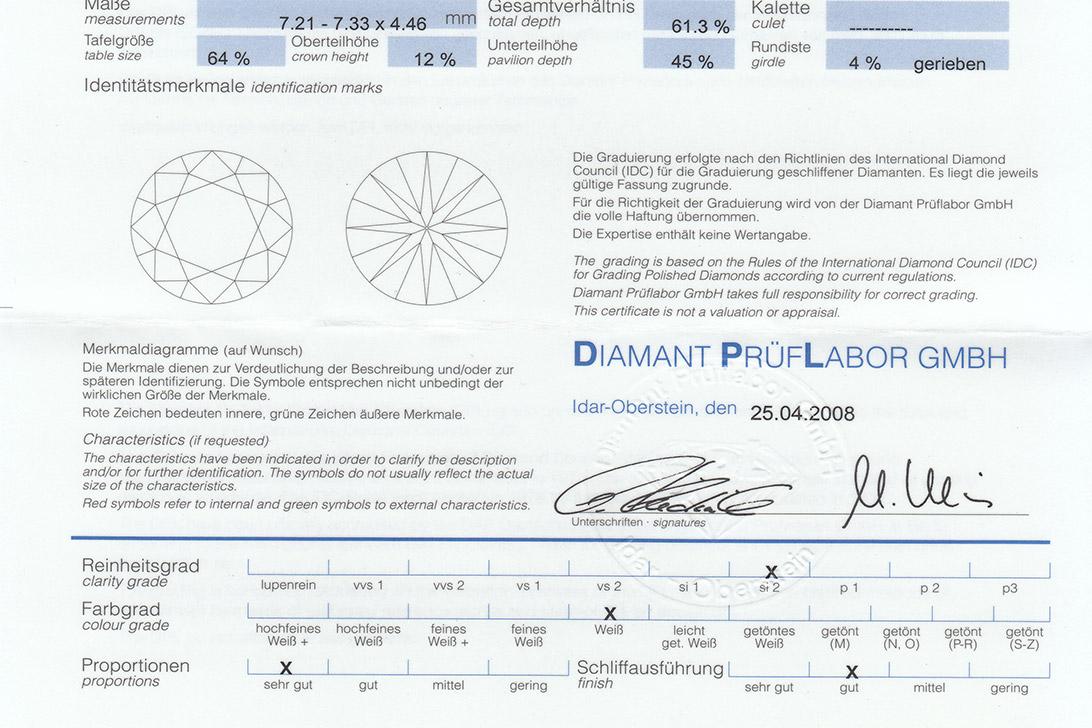 Maße
measurements
7.21 - 7.33 x 4.46 mm
Gesamtverhältnis
total depth
61.3 %
Kalette
culet
----------
Tafelgröße
table size
64 %
Oberteilhöhe
crown height
12 %
Unterteilhöhe
pavilion depth
45 %
Rundiste
girdle
4 % gerieben
Identitätsmerkmale identification marks
Die Graduierung erfolgte nach den Richtlinien des International Diamond
Council (IDC) für die Graduierung geschliffener Diamanten. Es liegt die jeweils
gültige Fassung zugrunde.
Für die Richtigkeit der Graduierung wird von der Diamant Prüflabor GmbH
die volle Haftung übernommen.
Die Expertise enthält keine Wertangabe.
The grading is based on the Rules of the International Diamond Council (IDC)
for Grading Polished Diamonds according to current regulations.
Diamant Prüflabor GmbH takes full responsibility for correct grading.
This certificate is not a valuation or appraisal.
Merkmaldiagramme (auf Wunsch)
Die Merkmale dienen zur Verdeutlichung der Beschreibung und/oder zur
späteren Identifizierung. Die Symbole entsprechen nicht unbedingt der
wirklichen Größe der Merkmale.
Rote Zeichen bedeuten innere, grüne Zeichen äußere Merkmale.
Characteristics (if requested)
The characteristics have been indicated in order to clarify the description
and/or for further identification. The symbols do not usually reflect the actual
size of the characteristics.
Red symbols refer to internal and green symbols to external characteristics.
DIAMANT PRÜFLABOR GMBH
Idar-Oberstein, den 25.04.2008
Unterschriften · signatures
Reinheitsgrad
clarity grade
X
lupenrein vvs 1 vvs 2 vs 1 vs 2 si 1 si 2 p 1 p 2 p3
Farbgrad
colour grade
X
hochfeines Weiß + hochfeines Weiß feines Weiß + feines Weiß Weiß leicht get. Weiß getöntes Weiß getönt (M) getönt (N, O) getönt (P-R) getönt (S-Z)
Proportionen
proportions
X
sehr gut gut mittel gering
Schliffausführung
finish
X
sehr gut gut mittel gering